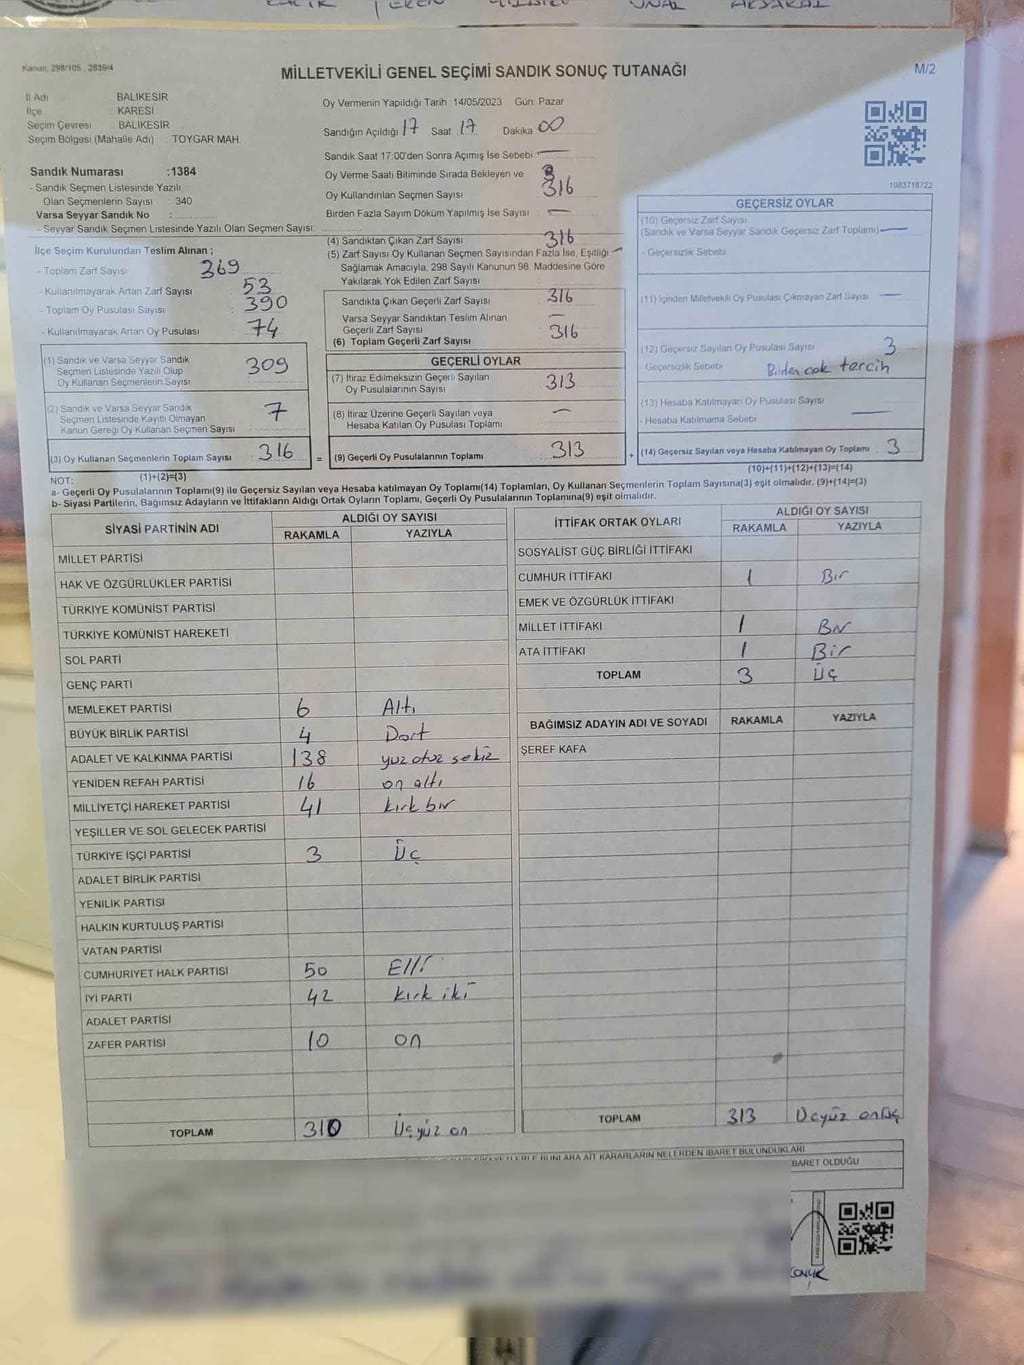 Kanun: 298/105 , 2839/4
MİLLETVEKİLİ GENEL SEÇİMİ SANDIK SONUÇ TUTANAĞI
M/2
İl Adı BALIKESİR
İlçe KARESİ
Seçim Çevresi BALIKESİR
Seçim Bölgesi (Mahalle Adı) TOYGAR MAH
Sandık Numarası :1384
- Sandık Seçmen Listesinde Yazılı
Olan Seçmenlerin Sayısı : 340
Varsa Seyyar Sandık No :
- Seyyar Sandık Seçmen Listesinde Yazılı Olan Seçmen Sayısı:
İlçe Seçim Kurulundan Teslim Alınan ;
- Toplam Zarf Sayısı : 369
- Kullanılmayarak Artan Zarf Sayısı : 53
- Toplam Oy Pusulası Sayısı : 390
- Kullanılmayarak Artan Oy Pusulası : 74
(1) Sandık ve Varsa Seyyar Sandık
Seçmen Listesinde Yazılı Olup
Oy Kullanan Seçmenlerin Sayısı : 309
(2) Sandık ve Varsa Seyyar Sandık
Seçmen Listesinde Kayıtlı Olmayan
Kanun Gereği Oy Kullanan Seçmen Sayısı : 7
(3) Oy Kullanan Seçmenlerin Toplam Sayısı : 316
Oy Vermenin Yapıldığı Tarih : 14/05/2023 Gün: Pazar
Sandığın Açıldığı 17 Saat 17 Dakika 00
Sandık Saat 17:00'den Sonra Açımış İse Sebebi : —
Oy Verme Saati Bitiminde Sırada Bekleyen ve
Oy Kullandırılan Seçmen Sayısı : 316
Birden Fazla Sayım Döküm Yapılmış İse Sayısı : —
(4) Sandıktan Çıkan Zarf Sayısı : 316
(5) Zarf Sayısı Oy Kullanan Seçmen Sayısından Fazla İse, Eşitliği —
Sağlamak Amacıyla, 298 Sayılı Kanunun 98. Maddesine Göre
Yakılarak Yok Edilen Zarf Sayısı :
Sandıkta Çıkan Geçerli Zarf Sayısı : 316
Varsa Seyyar Sandıktan Teslim Alınan
Geçerli Zarf Sayısı : —
(6) Toplam Geçerli Zarf Sayısı : 316
GEÇERLİ OYLAR
(7) İtiraz Edilmeksizin Geçerli Sayılan
Oy Pusulalarının Sayısı : 313
(8) İtiraz Üzerine Geçerli Sayılan veya
Hesaba Katılan Oy Pusulası Toplamı : —
= (9) Geçerli Oy Pusulalarının Toplamı : 313
1083718722
GEÇERSİZ OYLAR
(10) Geçersiz Zarf Sayısı
(Sandık ve Varsa Seyyar Sandık Geçersiz Zarf Toplamı) —
- Geçersizlik Sebebi
(11) İçinden Milletvekili Oy Pusulası Çıkmayan Zarf Sayısı —
(12) Geçersiz Sayılan Oy Pusulası Sayısı 3
- Geçersizlik Sebebi Birden çok tercih
(13) Hesaba Katılmayan Oy Pusulası Sayısı
- Hesaba Katılmama Sebebi —
+ (14) Geçersiz Sayılan veya Hesaba Katılmayan Oy Toplamı 3
NOT: (1)+(2)=(3) (10)+(11)+(12)+(13)=(14)
a- Geçerli Oy Pusulalarının Toplamı(9) ile Geçersiz Sayılan veya Hesaba katılmayan Oy Toplamı(14) Toplamları, Oy Kullanan Seçmenlerin Toplam Sayısına(3) eşit olmalıdır. (9)+(14)=(3)
b- Siyasi Partilerin, Bağımsız Adayların ve İttifakların Aldığı Ortak Oyların Toplamı, Geçerli Oy Pusulalarının Toplamına(9) eşit olmalıdır.
SİYASİ PARTİNİN ADI ALDIĞI OY SAYISI
RAKAMLA YAZIYLA
MİLLET PARTİSİ
HAK VE ÖZGÜRLÜKLER PARTİSİ
TÜRKİYE KOMÜNİST PARTİSİ
TÜRKİYE KOMÜNİST HAREKETİ
SOL PARTİ
GENÇ PARTİ
MEMLEKET PARTİSİ 6 Altı
BÜYÜK BİRLİK PARTİSİ 4 Dört
ADALET VE KALKINMA PARTİSİ 138 yuz otuz sekiz
YENİDEN REFAH PARTİSİ 16 on altı
MİLLİYETÇİ HAREKET PARTİSİ 41 kırk bır
YEŞİLLER VE SOL GELECEK PARTİSİ
TÜRKİYE İŞÇİ PARTİSİ 3 Üç
ADALET BİRLİK PARTİSİ
YENİLİK PARTİSİ
HALKIN KURTULUŞ PARTİSİ
VATAN PARTİSİ
CUMHURİYET HALK PARTİSİ 50 Elli
İYİ PARTİ 42 kırk iki
ADALET PARTİSİ
ZAFER PARTİSİ 10 on
TOPLAM 310 Üçyüz on
İTTİFAK ORTAK OYLARI ALDIĞI OY SAYISI
RAKAMLA YAZIYLA
SOSYALİST GÜÇ BİRLİĞİ İTTİFAKI
CUMHUR İTTİFAKI 1 Bır
EMEK VE ÖZGÜRLÜK İTTİFAKI
MİLLET İTTİFAKI 1 Bır
ATA İTTİFAKI 1 Bir
TOPLAM 3 Üç
BAĞIMSIZ ADAYIN ADI VE SOYADI RAKAMLA YAZIYLA
ŞEREF KAFA
TOPLAM 313 Üçyüz onüç
BUNLARA AİT KARARLARIN NELERDEN İBARET BULUNDUKLARI
İBARET OLDUĞU